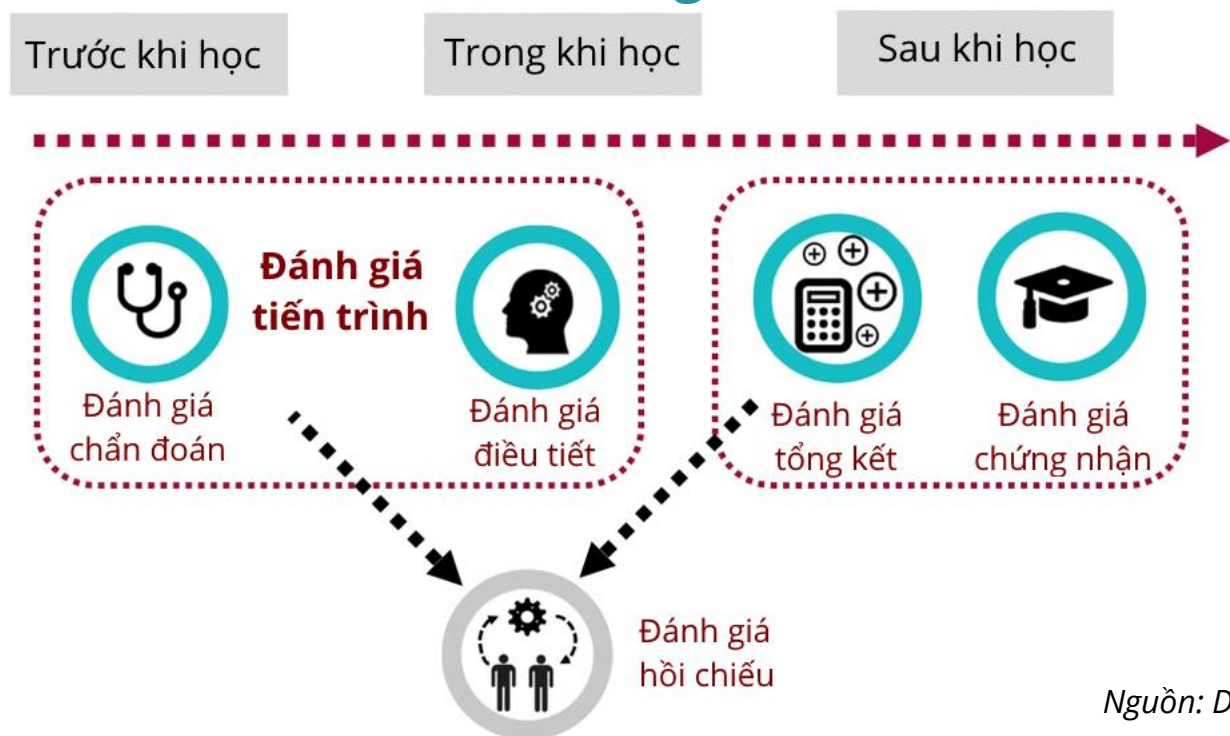 Trước khi học
Trong khi học
Sau khi học
Đánh giá
tiến trình
Đánh giá
chẩn đoán
Đánh giá
điều tiết
Đánh giá
tổng kết
Đánh giá
chứng nhận
Đánh giá
hồi chiếu
Nguồn: